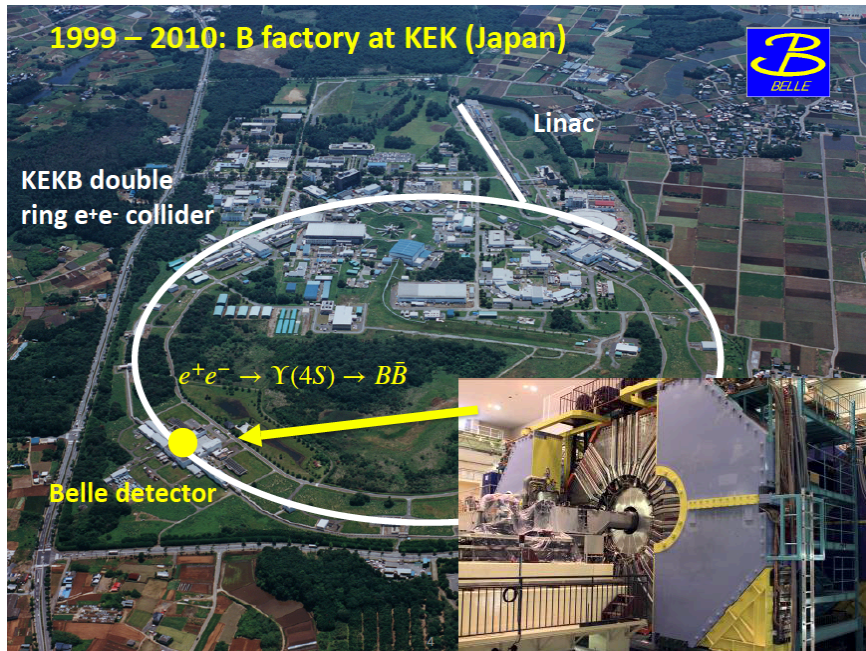 1999 – 2010: B factory at KEK (Japan)
B
BELLE
Linac
KEKB double
ring e⁺e⁻ collider
e⁺e⁻ → ϒ(4S) → BB̄
Belle detector